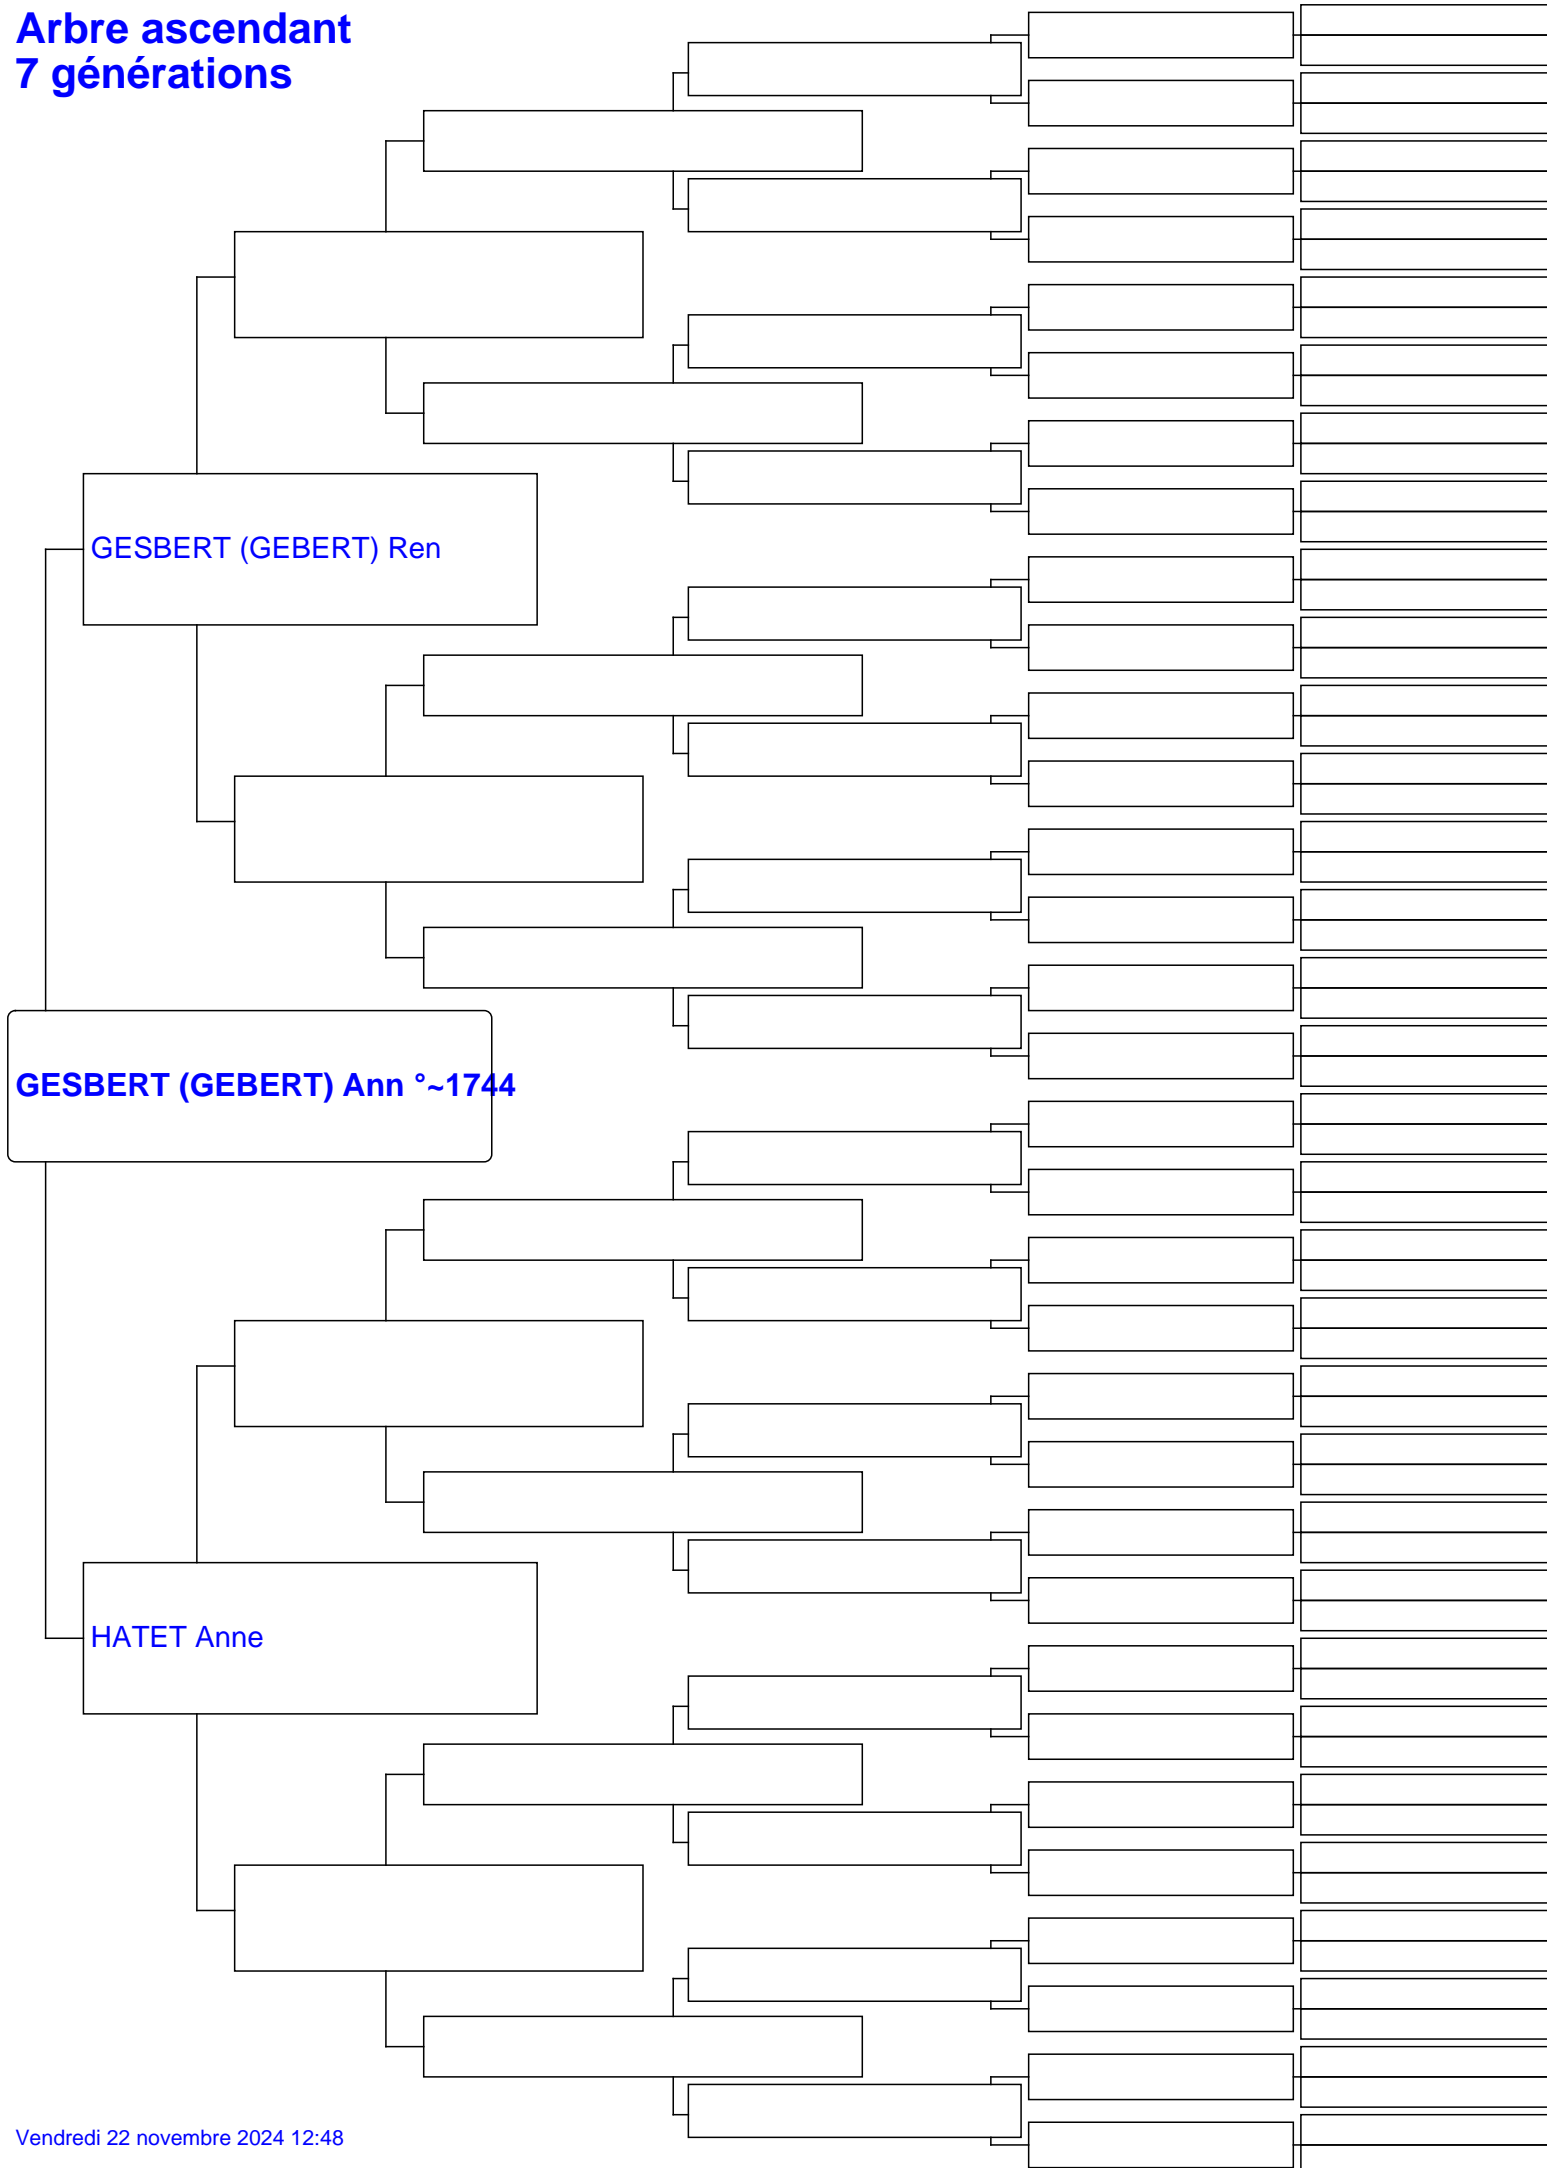 Arbre ascendant
7 générations
GESBERT (GEBERT) Ren
GESBERT (GEBERT) Ann °~1744
HATET Anne
Vendredi 22 novembre 2024 12:48